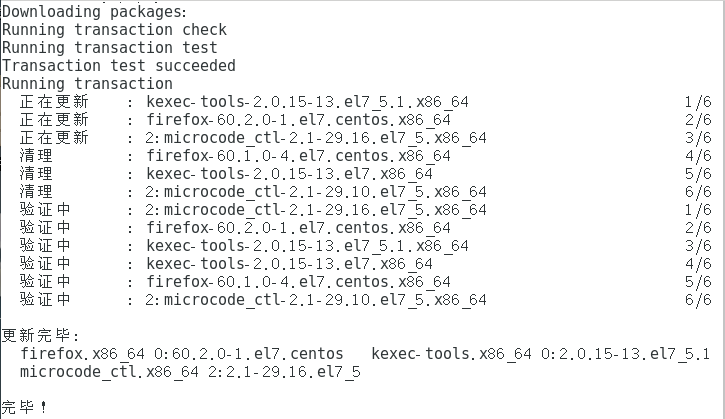 Downloading packages:
Running transaction check
Running transaction test
Transaction test succeeded
Running transaction
  正在更新    : kexec-tools-2.0.15-13.el7_5.1.x86_64                        1/6
  正在更新    : firefox-60.2.0-1.el7.centos.x86_64                          2/6
  正在更新    : 2:microcode_ctl-2.1-29.16.el7_5.x86_64                      3/6
  清理        : firefox-60.1.0-4.el7.centos.x86_64                          4/6
  清理        : kexec-tools-2.0.15-13.el7.x86_64                            5/6
  清理        : 2:microcode_ctl-2.1-29.10.el7_5.x86_64                      6/6
  验证中      : 2:microcode_ctl-2.1-29.16.el7_5.x86_64                      1/6
  验证中      : firefox-60.2.0-1.el7.centos.x86_64                          2/6
  验证中      : kexec-tools-2.0.15-13.el7_5.1.x86_64                        3/6
  验证中      : kexec-tools-2.0.15-13.el7.x86_64                            4/6
  验证中      : firefox-60.1.0-4.el7.centos.x86_64                          5/6
  验证中      : 2:microcode_ctl-2.1-29.10.el7_5.x86_64                      6/6
更新完毕:
  firefox.x86_64 0:60.2.0-1.el7.centos   kexec-tools.x86_64 0:2.0.15-13.el7_5.1
  microcode_ctl.x86_64 2:2.1-29.16.el7_5
完毕！